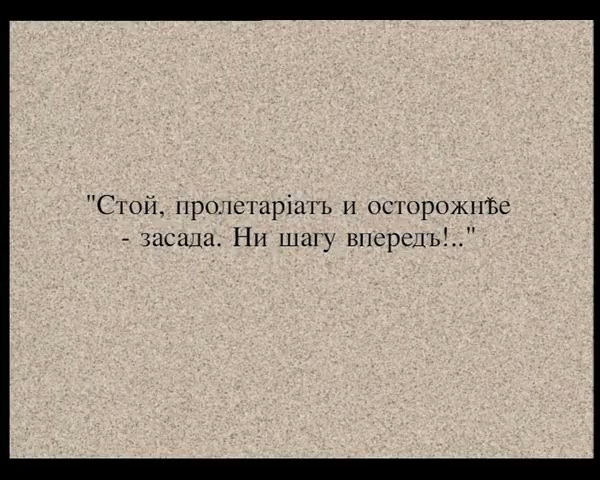 "Стой, пролетаріатъ и осторожнѣе
- засада. Ни шагу впередъ!.."